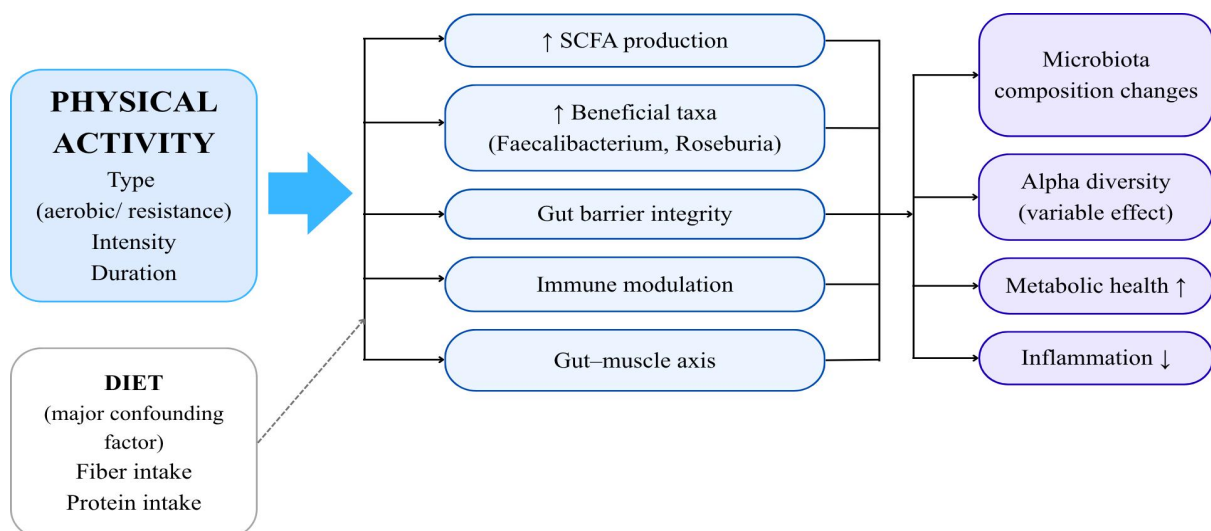 PHYSICAL
ACTIVITY
Type
(aerobic/ resistance)
Intensity
Duration
DIET
(major confounding
factor)
Fiber intake
Protein intake
↑ SCFA production
↑ Beneficial taxa
(Faecalibacterium, Roseburia)
Gut barrier integrity
Immune modulation
Gut–muscle axis
Microbiota
composition changes
Alpha diversity
(variable effect)
Metabolic health ↑
Inflammation ↓